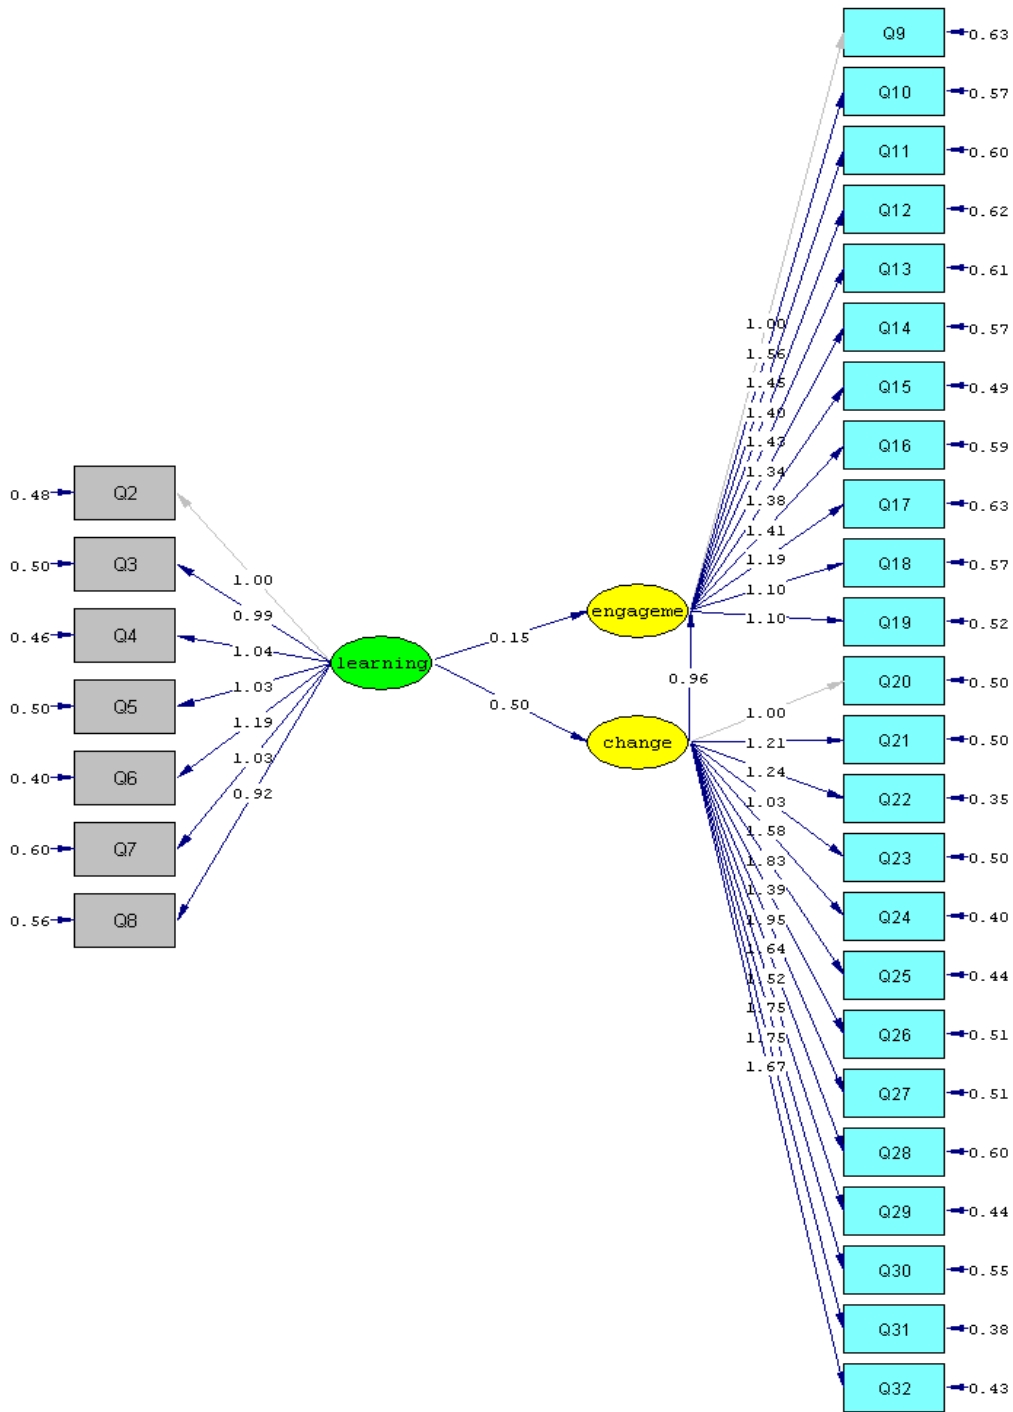 Q9 0.63
Q10 0.57
Q11 0.60
Q12 0.62
Q13 0.61
Q14 0.57
Q15 0.49
Q16 0.59
Q17 0.63
Q18 0.57
Q19 0.52
Q20 0.50
Q21 0.50
Q22 0.35
Q23 0.50
Q24 0.40
Q25 0.44
Q26 0.51
Q27 0.51
Q28 0.60
Q29 0.44
Q30 0.55
Q31 0.38
Q32 0.43
0.48 Q2
0.50 Q3
0.46 Q4
0.50 Q5
0.40 Q6
0.60 Q7
0.56 Q8
1.00
0.99
1.04
1.03
1.19
1.03
0.92
learning
0.15
0.50
engageme
0.96
change
1.00
1.56
1.45
1.40
1.43
1.34
1.38
1.41
1.19
1.10
1.10
1.00
1.21
1.24
1.03
1.58
1.83
1.39
1.95
1.64
1.52
1.75
1.75
1.67